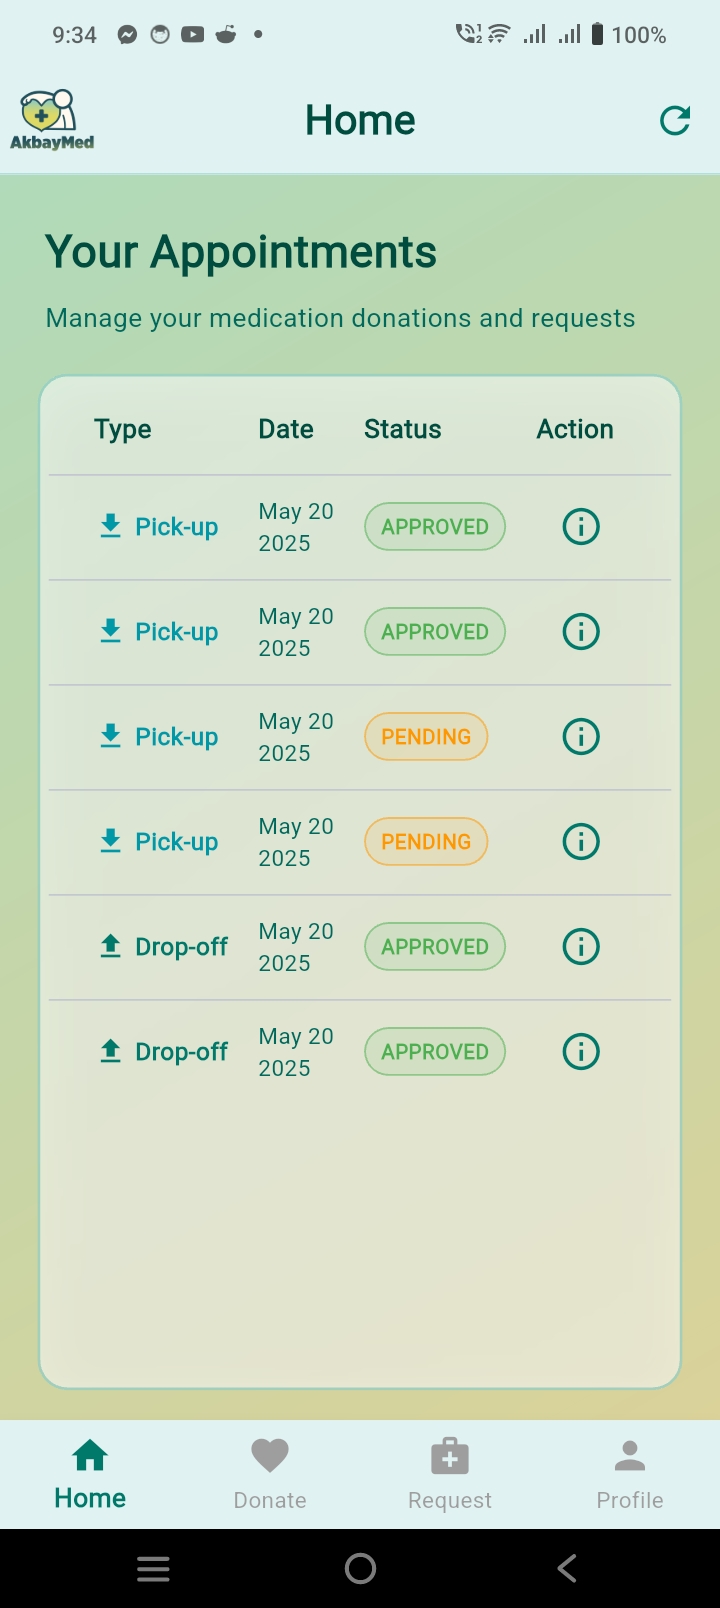 9:34 100%
AkbayMed
Home
Your Appointments
Manage your medication donations and requests
Type Date Status Action
Pick-up May 20 2025 APPROVED
Pick-up May 20 2025 APPROVED
Pick-up May 20 2025 PENDING
Pick-up May 20 2025 PENDING
Drop-off May 20 2025 APPROVED
Drop-off May 20 2025 APPROVED
Home Donate Request Profile